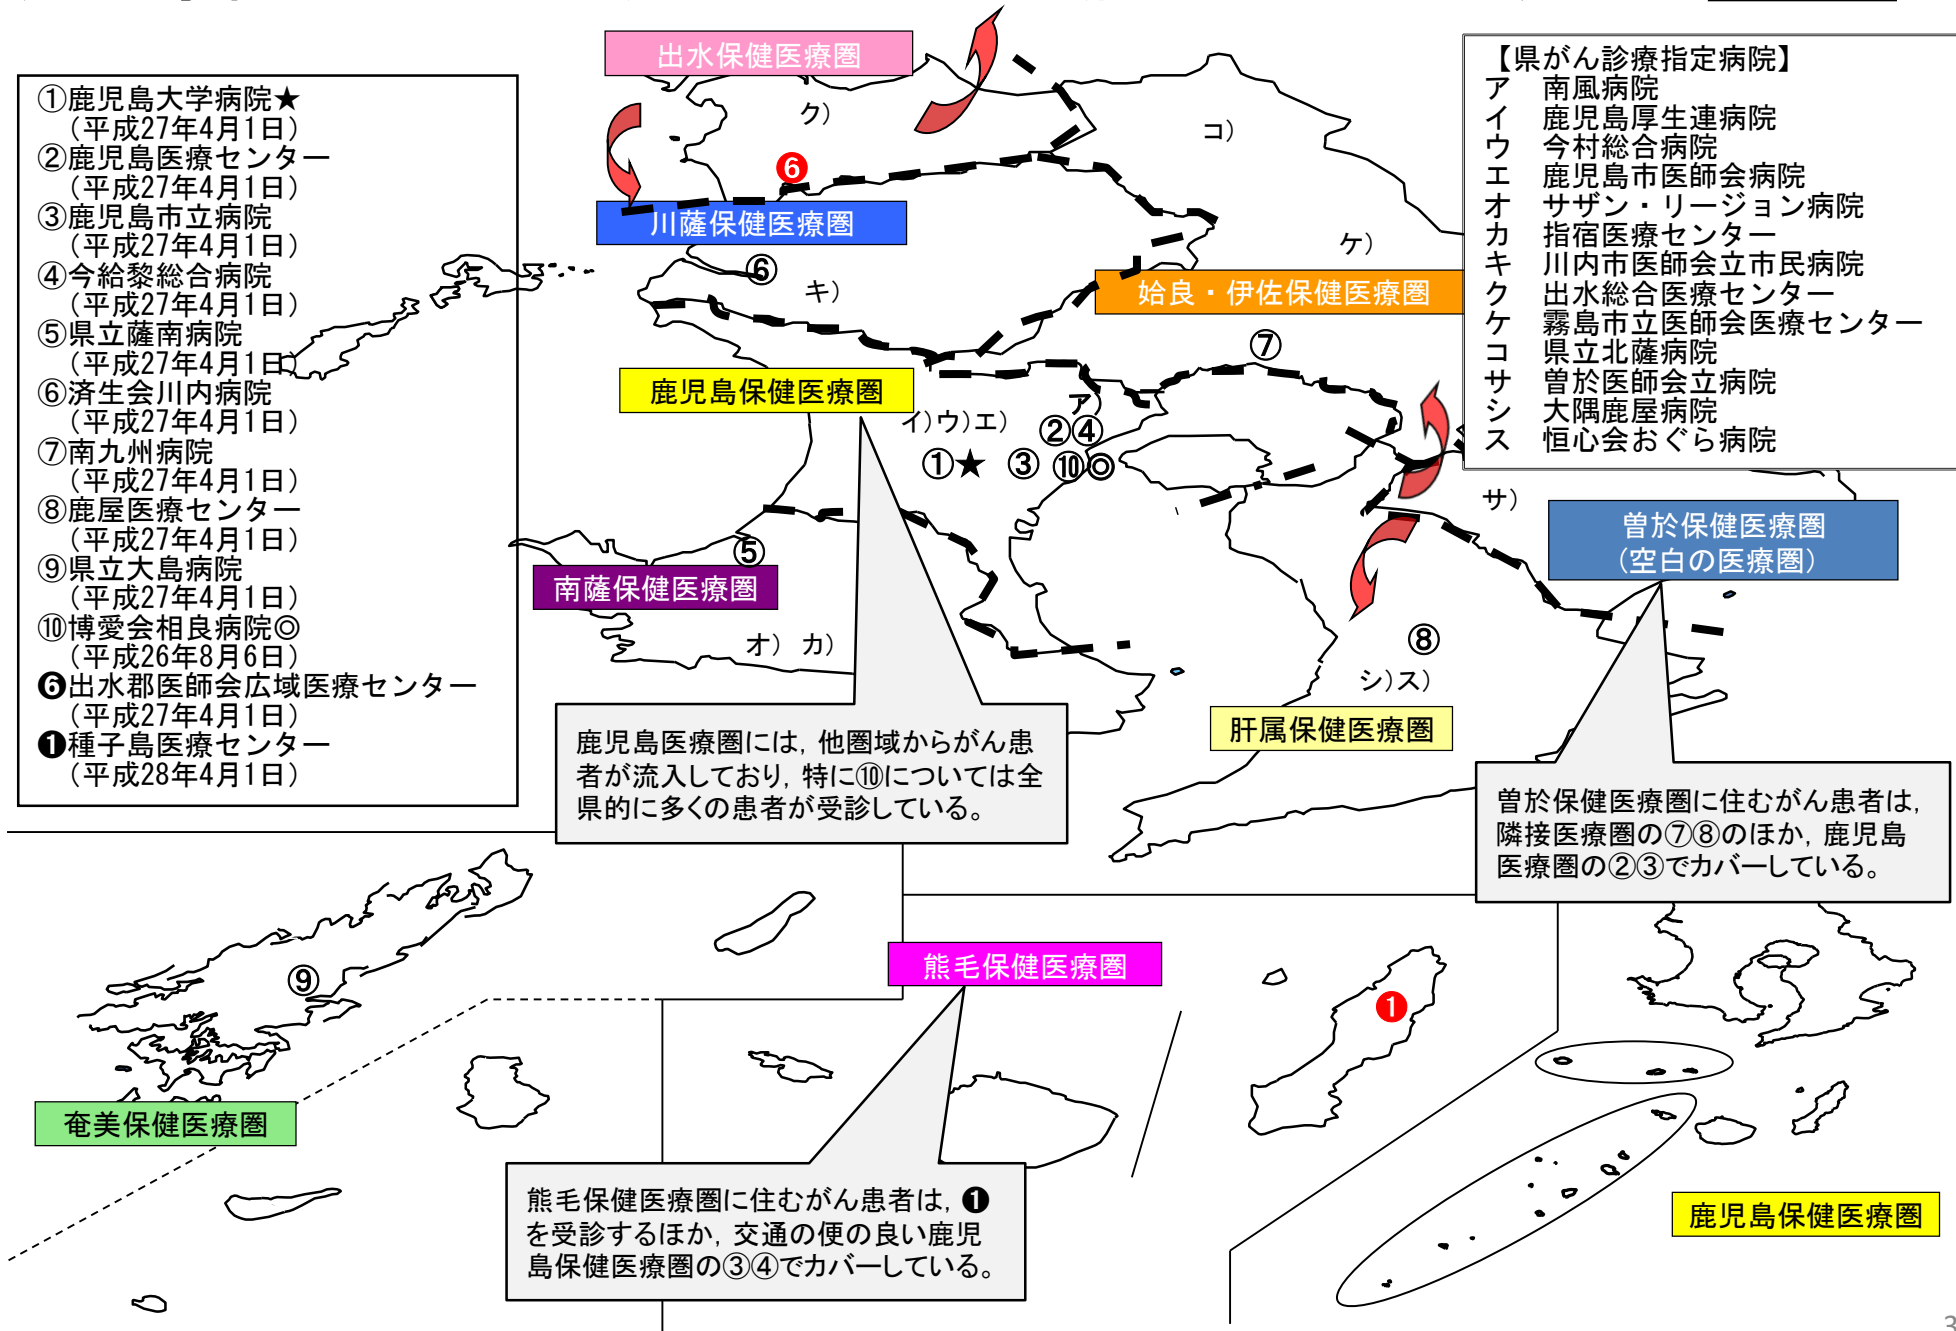 ①鹿児島大学病院★
（平成27年4月1日）
②鹿児島医療センター
（平成27年4月1日）
③鹿児島市立病院
（平成27年4月1日）
④今給黎総合病院
（平成27年4月1日）
⑤県立薩南病院
（平成27年4月1日）
⑥済生会川内病院
（平成27年4月1日）
⑦南九州病院
（平成27年4月1日）
⑧鹿屋医療センター
（平成27年4月1日）
⑨県立大島病院
（平成27年4月1日）
⑩博愛会相良病院◎
（平成26年8月6日）
❻出水郡医師会広域医療センター
（平成27年4月1日）
❶種子島医療センター
（平成28年4月1日）
出水保健医療圏
ク）
コ）
❻
川薩保健医療圏
⑥
キ）
ケ）
姶良・伊佐保健医療圏
⑦
鹿児島保健医療圏
ア）
イ）ウ）エ）
②④
①★
③
⑩◎
サ）
曽於保健医療圏
（空白の医療圏）
⑤
南薩保健医療圏
オ） カ）
⑧
シ）ス）
肝属保健医療圏
【県がん診療指定病院】
ア 南風病院
イ 鹿児島厚生連病院
ウ 今村総合病院
エ 鹿児島市医師会病院
オ サザン・リージョン病院
カ 指宿医療センター
キ 川内市医師会立市民病院
ク 出水総合医療センター
ケ 霧島市立医師会医療センター
コ 県立北薩病院
サ 曽於医師会立病院
シ 大隅鹿屋病院
ス 恒心会おぐら病院
鹿児島医療圏には，他圏域からがん患
者が流入しており，特に⑩については全
県的に多くの患者が受診している。
曽於保健医療圏に住むがん患者は，
隣接医療圏の⑦⑧のほか，鹿児島
医療圏の②③でカバーしている。
⑨
熊毛保健医療圏
❶
奄美保健医療圏
熊毛保健医療圏に住むがん患者は，❶
を受診するほか，交通の便の良い鹿児
島保健医療圏の③④でカバーしている。
鹿児島保健医療圏